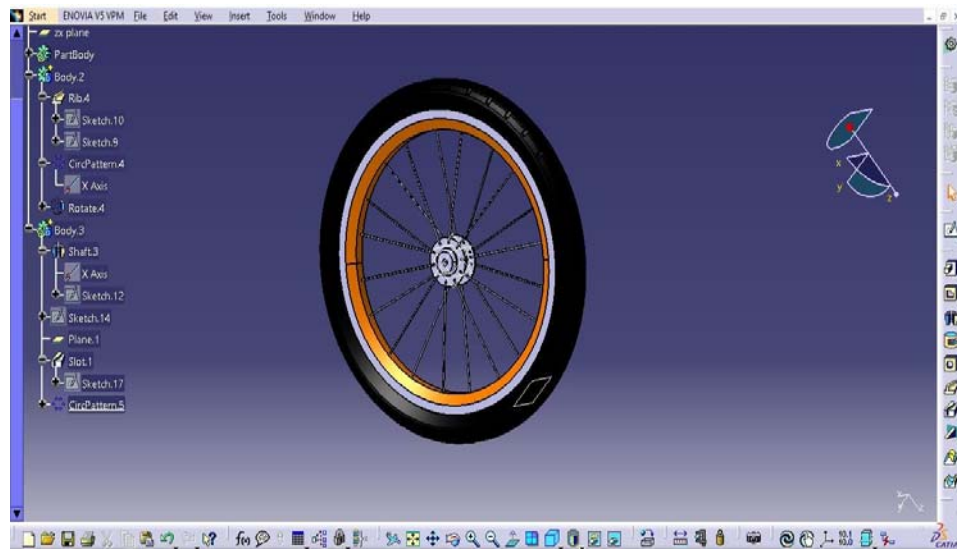 Start ENOVIA V5 VPM File Edit View Insert Tools Window Help
zx plane
PartBody
Body.2
Rib.4
Sketch.10
Sketch.9
CircPattern.4
X Axis
Rotate.4
Body.3
Shaft.3
X Axis
Sketch.12
Sketch.14
Plane.1
Slot.1
Sketch.17
CircPattern.5
x
y
z
f(x)
CATIA